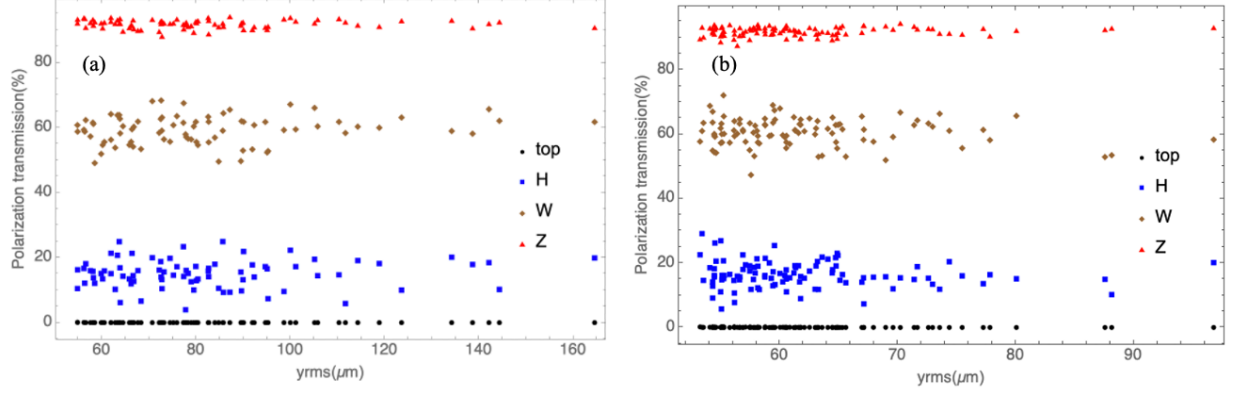 (a)
Polarization transmission(%)
80
60
40
20
0
60 80 100 120 140 160
yrms(μm)
top
H
W
Z
(b)
Polarization transmission(%)
80
60
40
20
0
60 70 80 90
yrms(μm)
top
H
W
Z